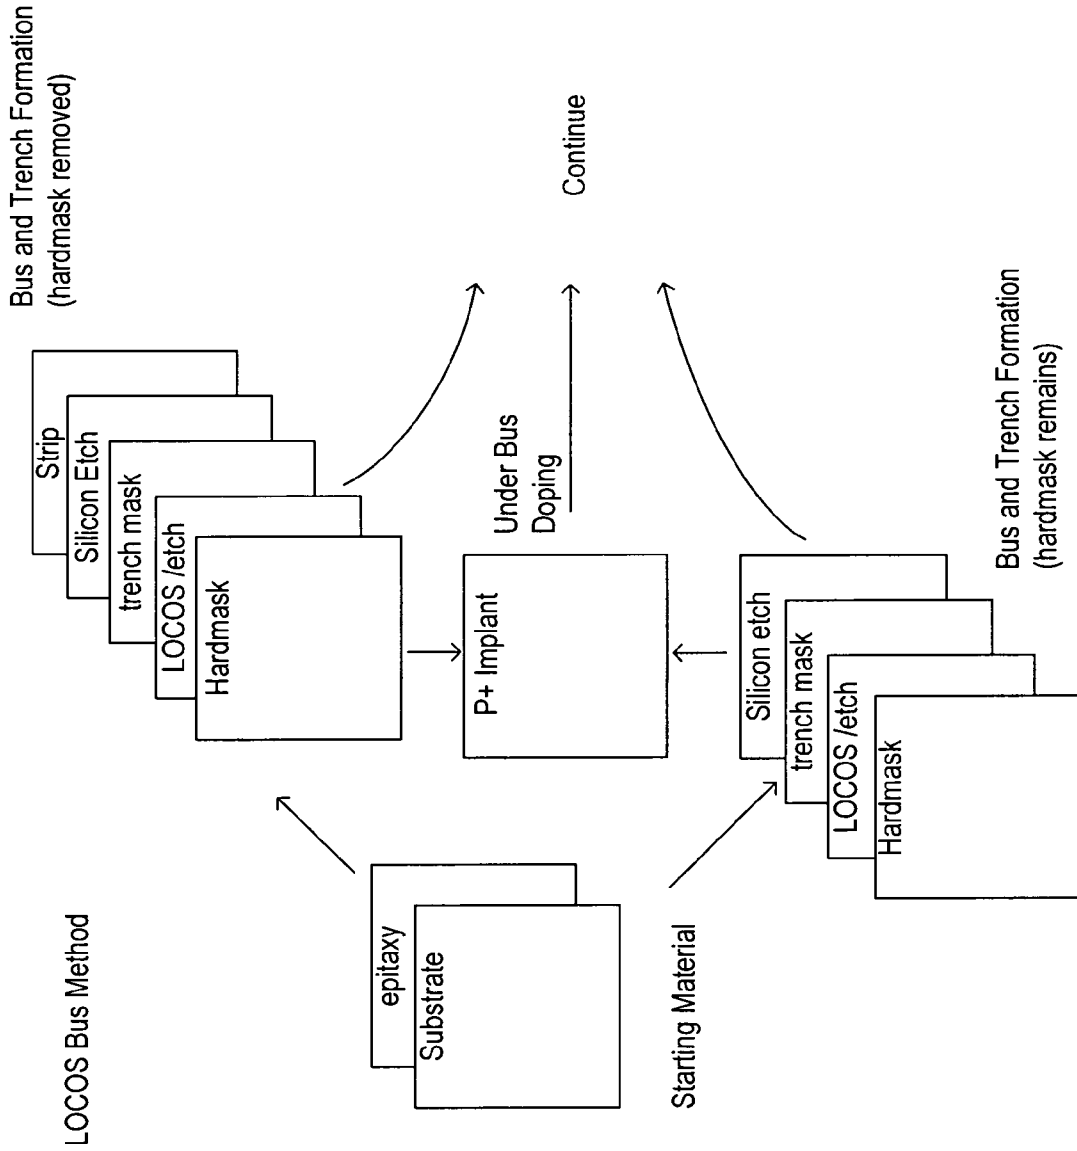 LOCOS Bus Method
epitaxy
Substrate
Starting Material
Bus and Trench Formation
(hardmask removed)
Strip
Silicon Etch
trench mask
LOCOS /etch
Hardmask
P+ Implant
Under Bus
Doping
Continue
Silicon etch
trench mask
LOCOS /etch
Hardmask
Bus and Trench Formation
(hardmask remains)